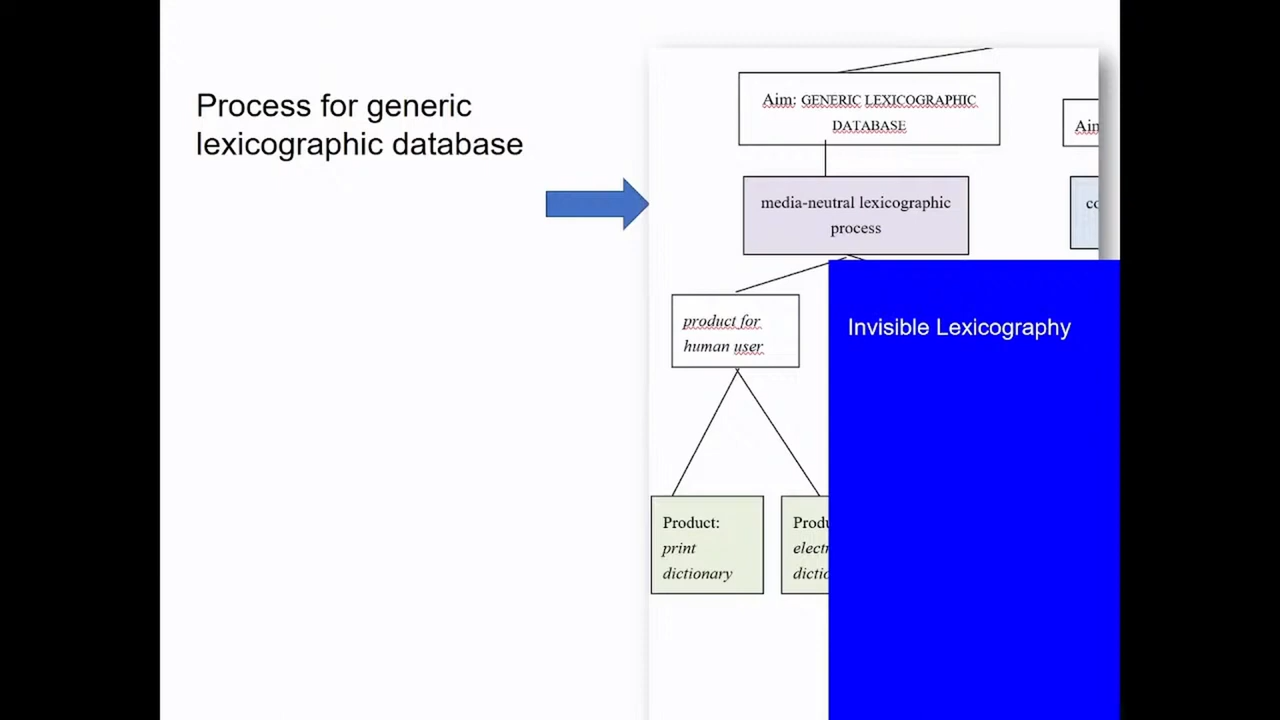 Process for generic
lexicographic database
Aim: GENERIC LEXICOGRAPHIC
DATABASE
media-neutral lexicographic
process
product for
human user
Invisible Lexicography
Product:
print
dictionary